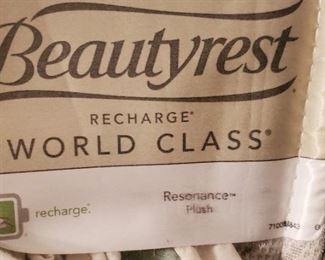 Beautyrest
RECHARGE®
WORLD CLASS®
recharge®
Resonance™
Plush